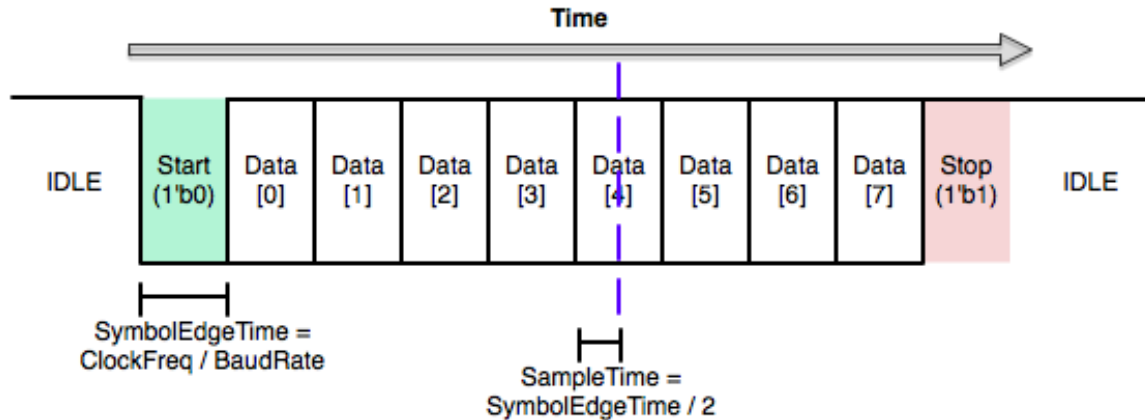 Time
IDLE
Start
(1'b0)
Data
[0]
Data
[1]
Data
[2]
Data
[3]
Data
[4]
Data
[5]
Data
[6]
Data
[7]
Stop
(1'b1)
IDLE
SymbolEdgeTime =
ClockFreq / BaudRate
SampleTime =
SymbolEdgeTime / 2